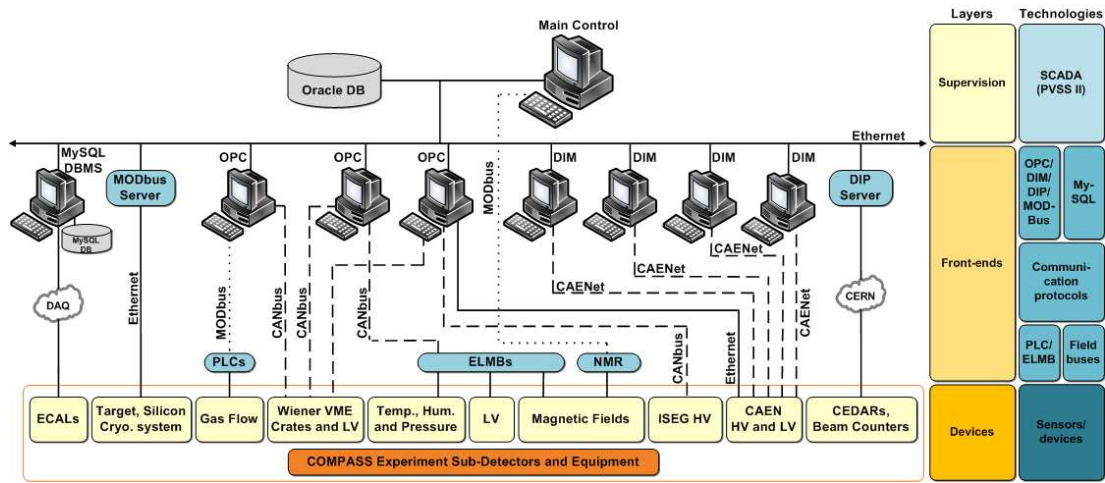 Layers
Technologies
Main Control
Oracle DB
Supervision
SCADA
(PVSS II)
Ethernet
MySQL
DBMS
MODbus
Server
OPC
OPC
OPC
MODbus
DIM
DIM
DIM
DIM
DIP
Server
MySQL
DB
OPC/
DIM/
DIP/
MOD-
Bus
My-
SQL
Front-ends
Communi-
cation
protocols
PLC/
ELMB
Field
buses
DAQ
Ethernet
MODbus
CANbus
CANbus
CANbus
CANbus
Ethernet
CAENet
CAENet
CAENet
CAENet
CERN
PLCs
ELMBs
NMR
ECALs
Target, Silicon
Cryo. system
Gas Flow
Wiener VME
Crates and LV
Temp., Hum.
and Pressure
LV
Magnetic Fields
ISEG HV
CAEN
HV and LV
CEDARs,
Beam Counters
Devices
Sensors/
devices
COMPASS Experiment Sub-Detectors and Equipment